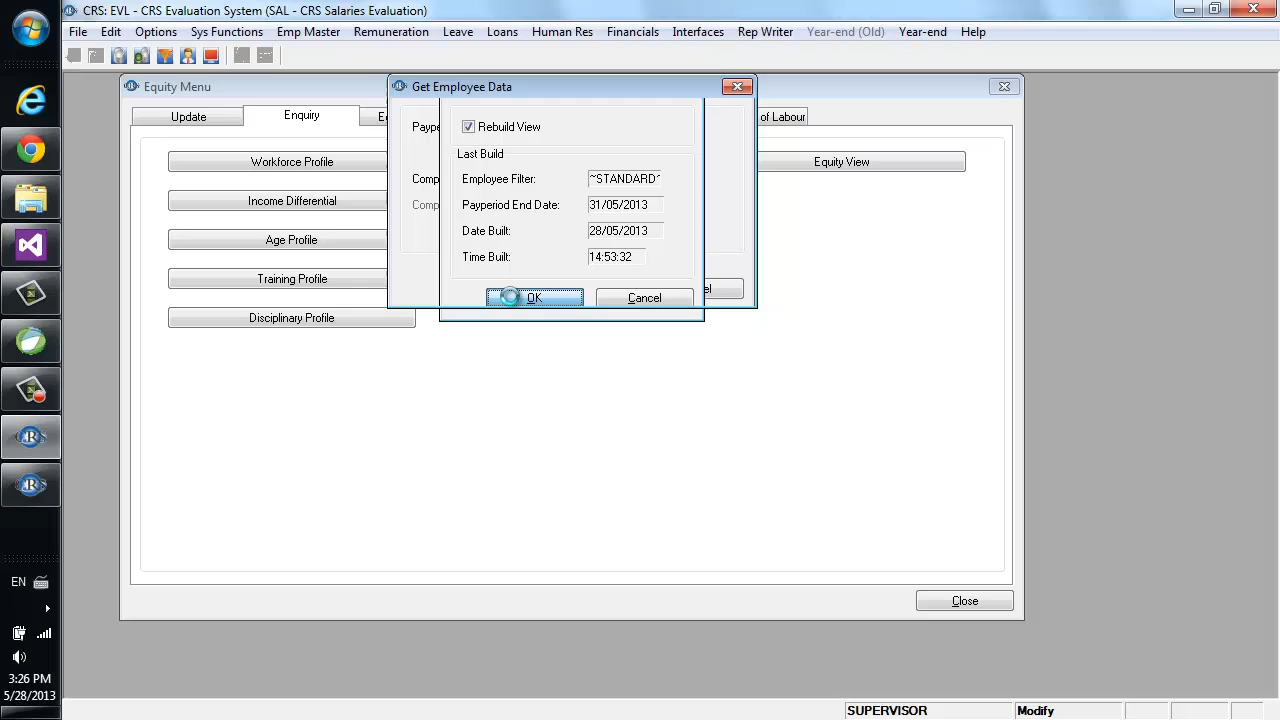 CRS: EVL - CRS Evaluation System (SAL - CRS Salaries Evaluation)
File Edit Options Sys Functions Emp Master Remuneration Leave Loans Human Res Financials Interfaces Rep Writer Year-end (Old) Year-end Help
Equity Menu
Get Employee Data
Update
Enquiry
of Labour
Rebuild View
Last Build
Employee Filter: ~STANDARD~
Payperiod End Date: 31/05/2013
Date Built: 28/05/2013
Time Built: 14:53:32
OK
Cancel
Workforce Profile
Income Differential
Age Profile
Training Profile
Disciplinary Profile
Equity View
Close
EN
3:26 PM
5/28/2013
SUPERVISOR
Modify